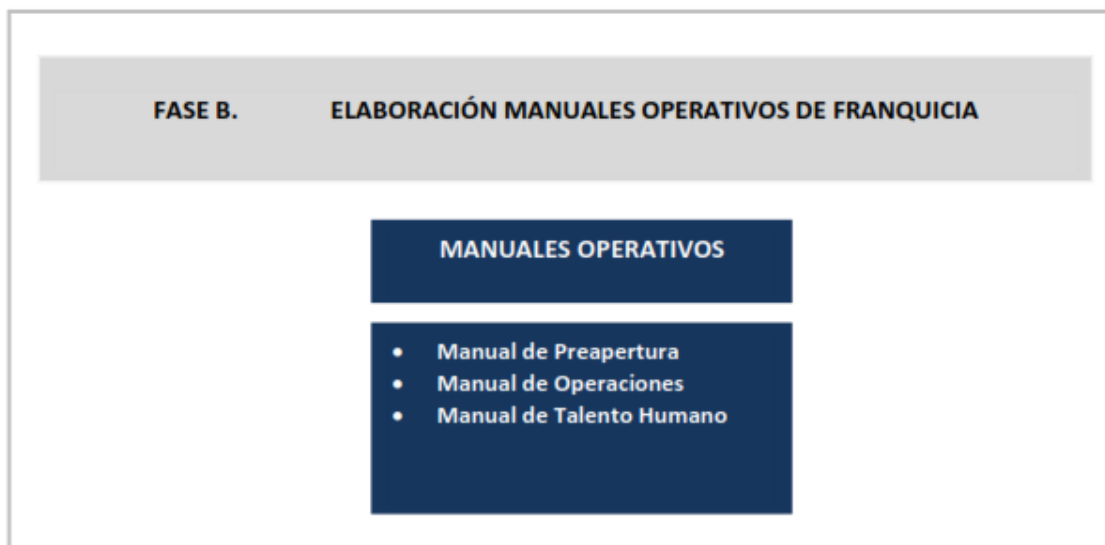 FASE B. ELABORACIÓN MANUALES OPERATIVOS DE FRANQUICIA
MANUALES OPERATIVOS
• Manual de Preapertura
• Manual de Operaciones
• Manual de Talento Humano